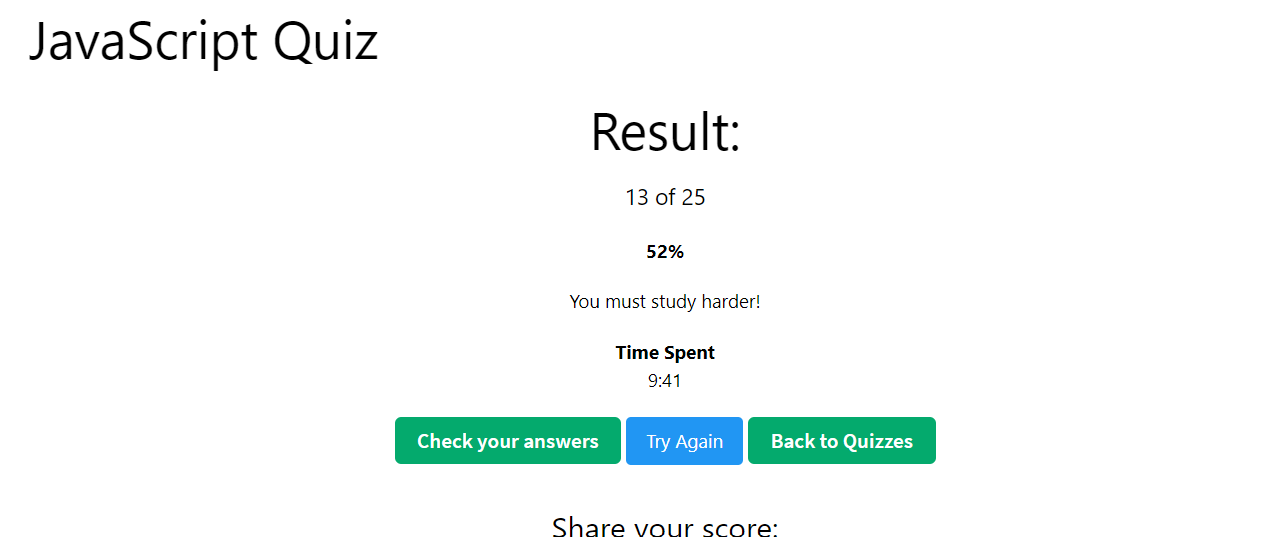 JavaScript Quiz
Result:
13 of 25
52%
You must study harder!
Time Spent
9:41
Check your answers Try Again Back to Quizzes
Share your score: